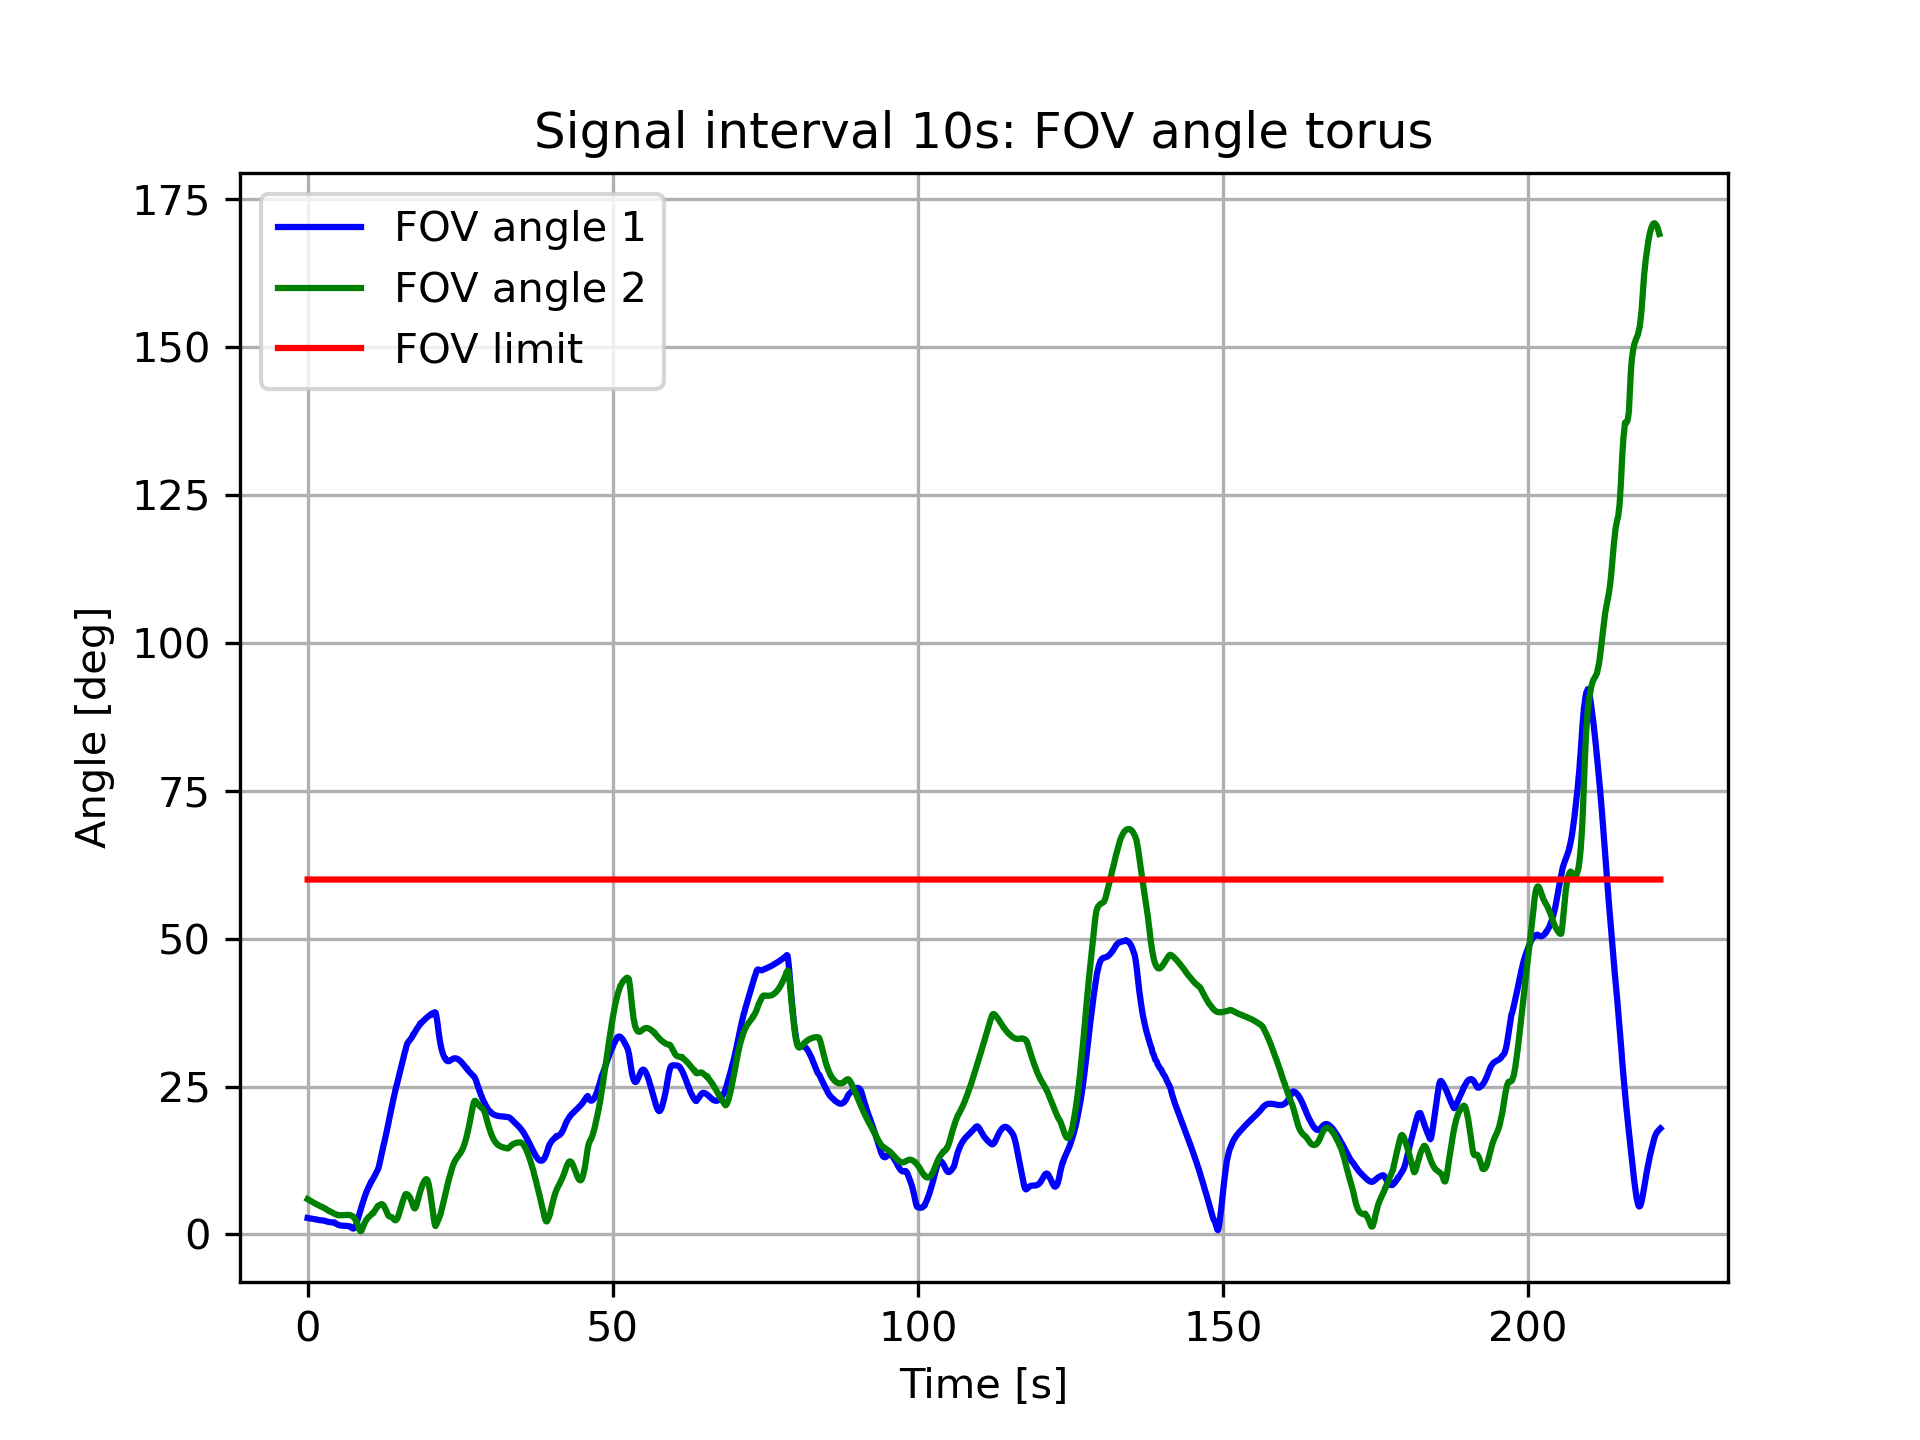 Signal interval 10s: FOV angle torus
FOV angle 1
FOV angle 2
FOV limit
175
150
125
100
75
50
25
0
Angle [deg]
0 50 100 150 200
Time [s]